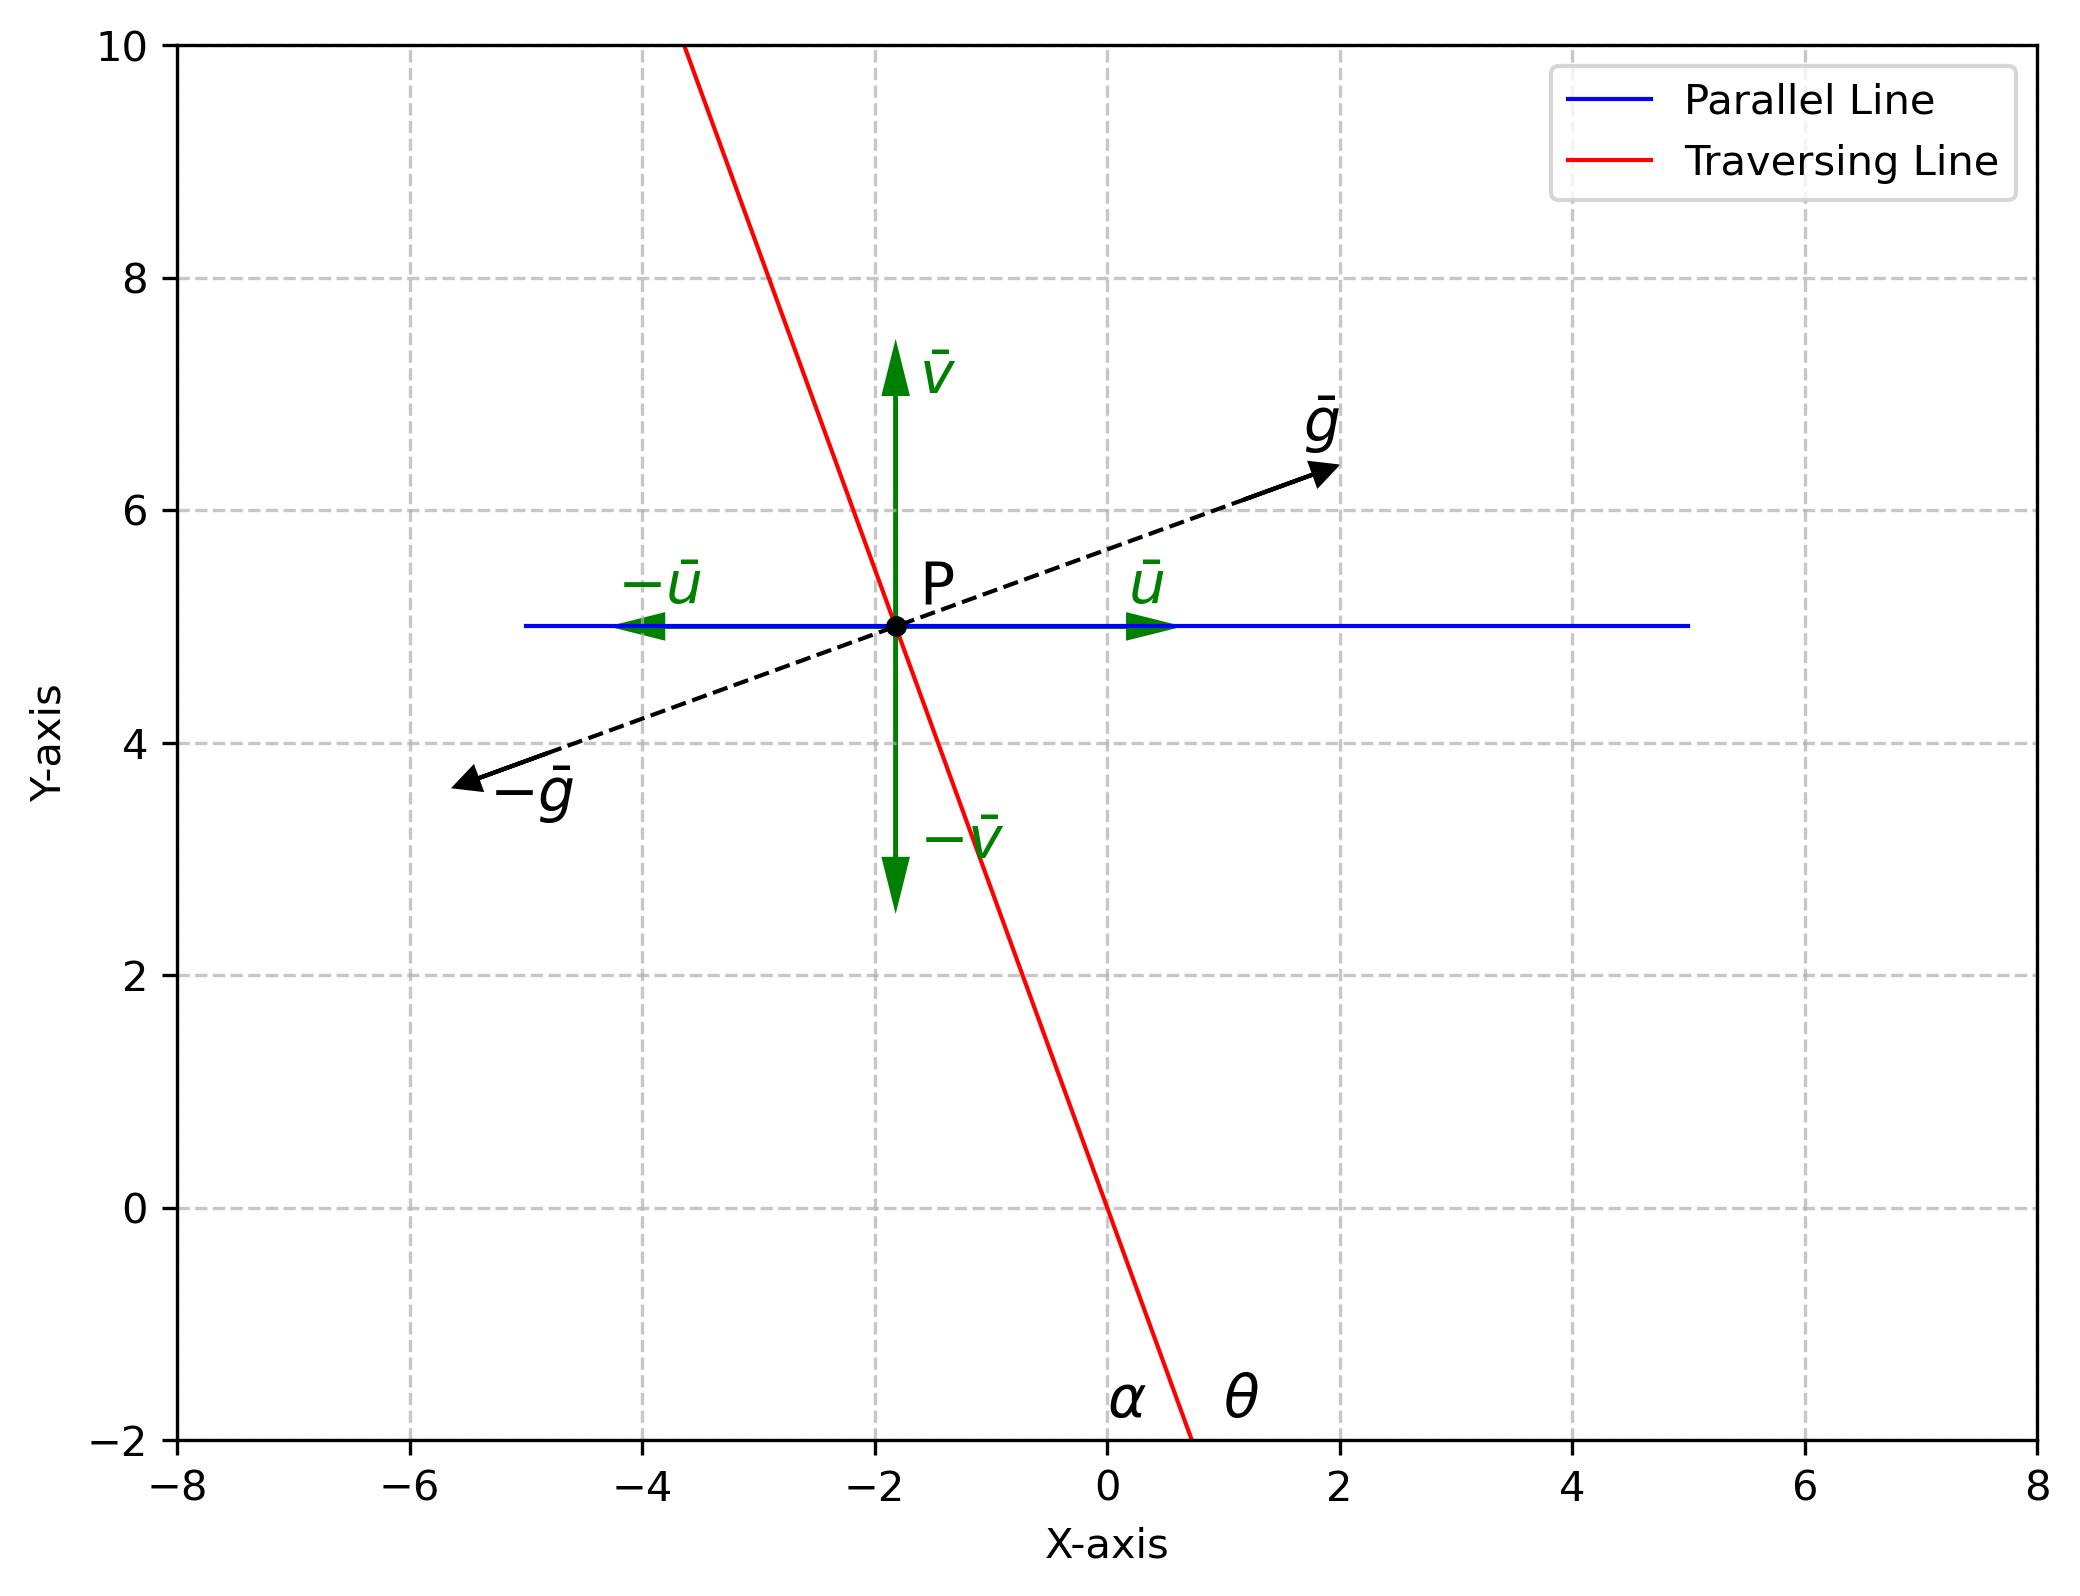 10
Parallel Line
Traversing Line
8
v̄
ḡ
6
P
−ū
ū
4
−ḡ
−v̄
2
0
α
θ
−2
−8
−6
−4
−2
0
2
4
6
8
X-axis
Y-axis